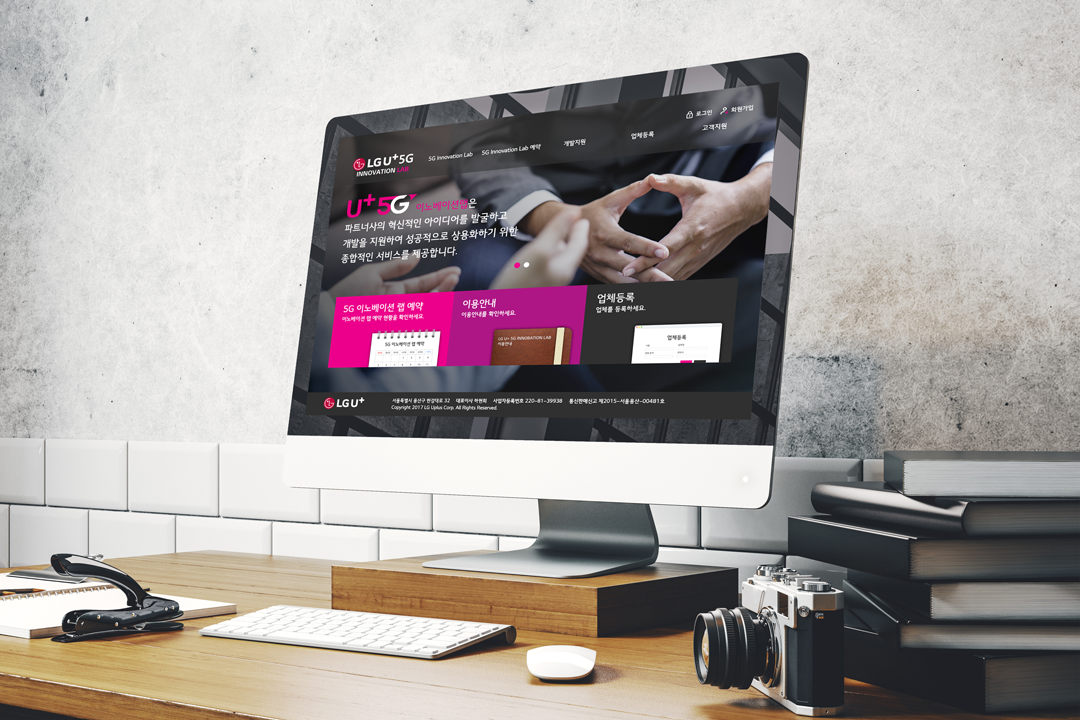 로그인 회원가입
LG U+5G
INNOVATION LAB
5G Innovation Lab 5G Innovation Lab 예약 개발지원 업체등록 고객지원
U+ 5G 이노베이션랩은
파트너사의 혁신적인 아이디어를 발굴하고
개발을 지원하여 성공적으로 상용화하기 위한
종합적인 서비스를 제공합니다.
5G 이노베이션 랩 예약
이노베이션 랩 예약 현황을 확인하세요.
5G 이노베이션 랩 예약
이용안내
이용안내를 확인하세요.
LG U+ 5G INNOBATION LAB
이용안내
업체등록
업체를 등록하세요.
업체등록
LG U+
서울특별시 용산구 한강대로 32 대표이사 하현회 사업자등록번호 220-81-39938 통신판매신고 제2015-서울용산-00481호
Copyright 2017 LG Uplus Corp. All Rights Reserved.